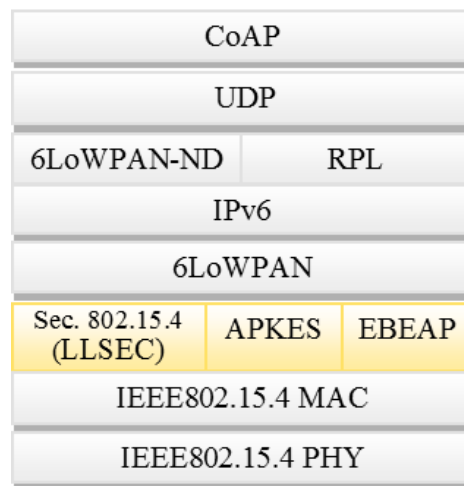 CoAP
UDP
6LoWPAN-ND RPL
IPv6
6LoWPAN
Sec. 802.15.4
(LLSEC)
APKES
EBEAP
IEEE802.15.4 MAC
IEEE802.15.4 PHY